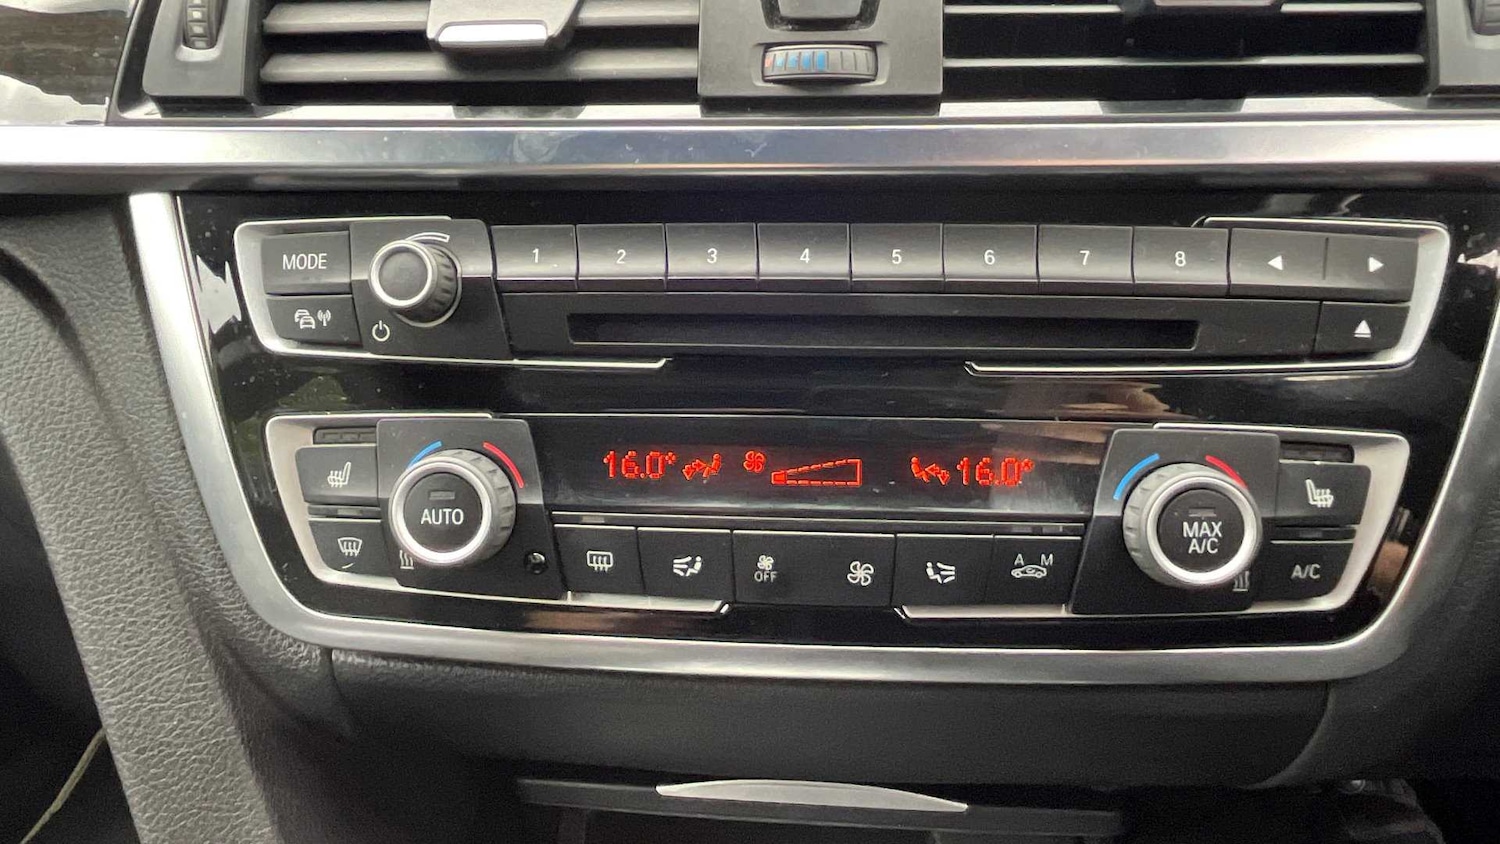 MODE 1 2 3 4 5 6 7 8
16.0° 16.0°
AUTO
MAX
A/C
OFF
A M
A/C